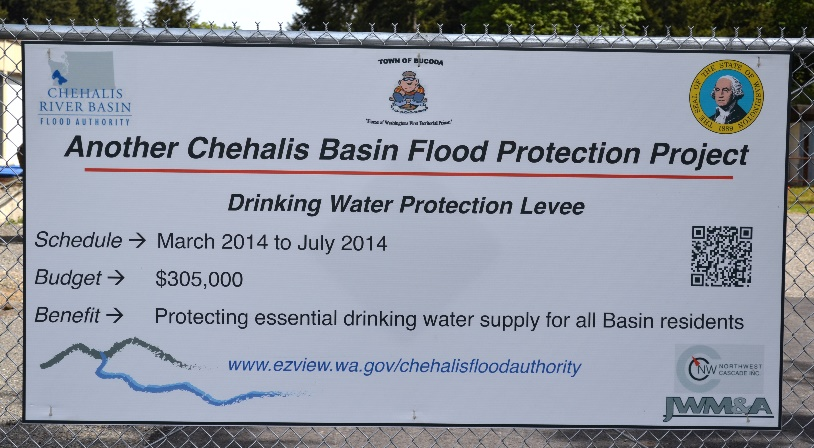 CHEHALIS
RIVER BASIN
FLOOD AUTHORITY
TOWN OF BUCODA
"Home of Washingtons West Territorial Prison"
THE SEAL OF THE STATE OF WASHINGTON
1889
Another Chehalis Basin Flood Protection Project
Drinking Water Protection Levee
Schedule → March 2014 to July 2014
Budget → $305,000
Benefit → Protecting essential drinking water supply for all Basin residents
www.ezview.wa.gov/chehalisfloodauthority
CNW NORTHWEST
CASCADE INC.
JWM&A